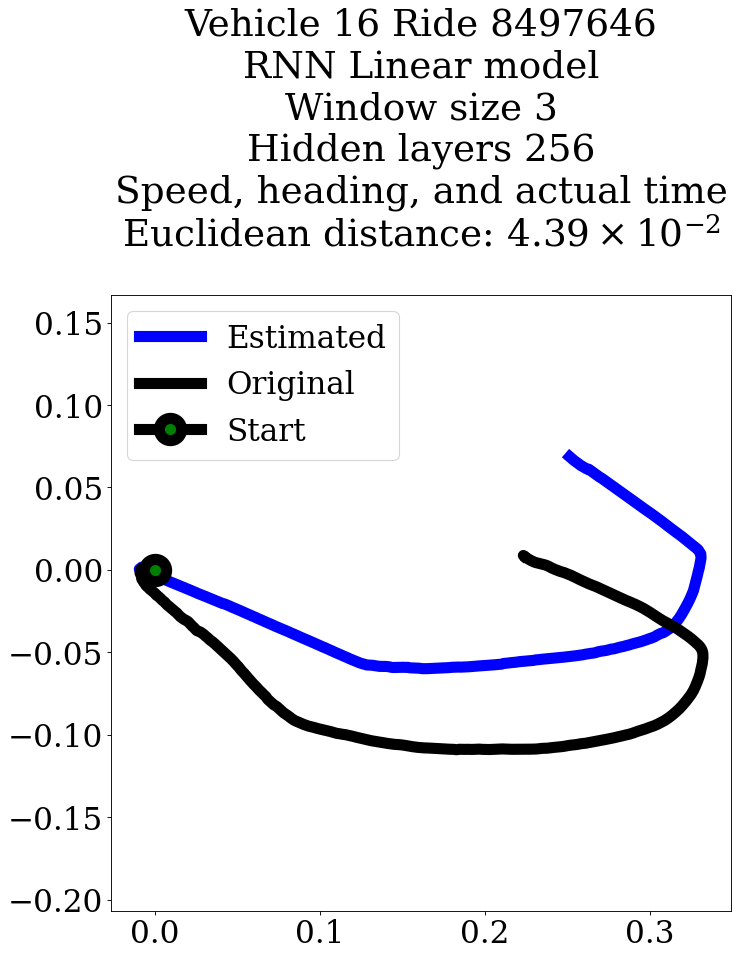 Vehicle 16 Ride 8497646
RNN Linear model
Window size 3
Hidden layers 256
Speed, heading, and actual time
Euclidean distance: 4.39 × 10⁻²
Estimated
Original
Start
0.15
0.10
0.05
0.00
−0.05
−0.10
−0.15
−0.20
0.0 0.1 0.2 0.3